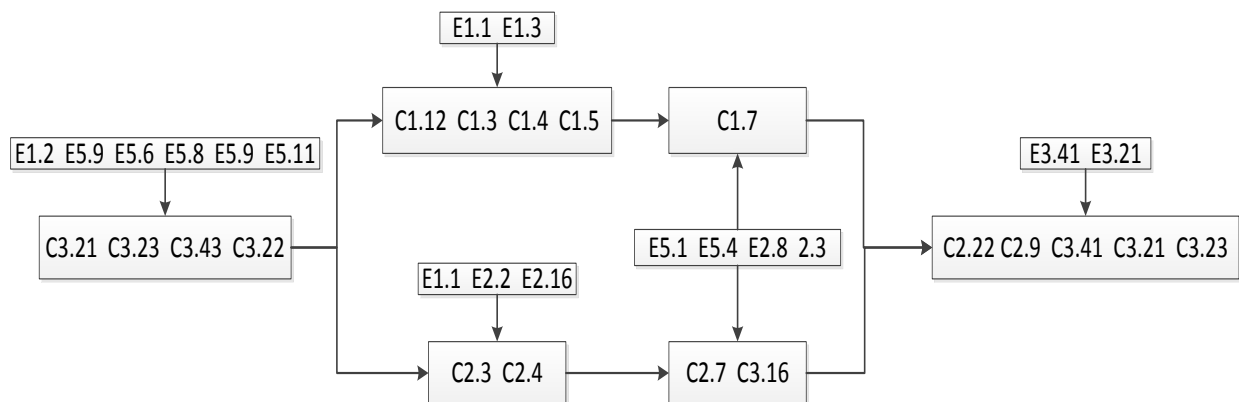 E1.1 E1.3
C1.12 C1.3 C1.4 C1.5
C1.7
E1.2 E5.9 E5.6 E5.8 E5.9 E5.11
E3.41 E3.21
C3.21 C3.23 C3.43 C3.22
E5.1 E5.4 E2.8 2.3
C2.22 C2.9 C3.41 C3.21 C3.23
E1.1 E2.2 E2.16
C2.3 C2.4
C2.7 C3.16